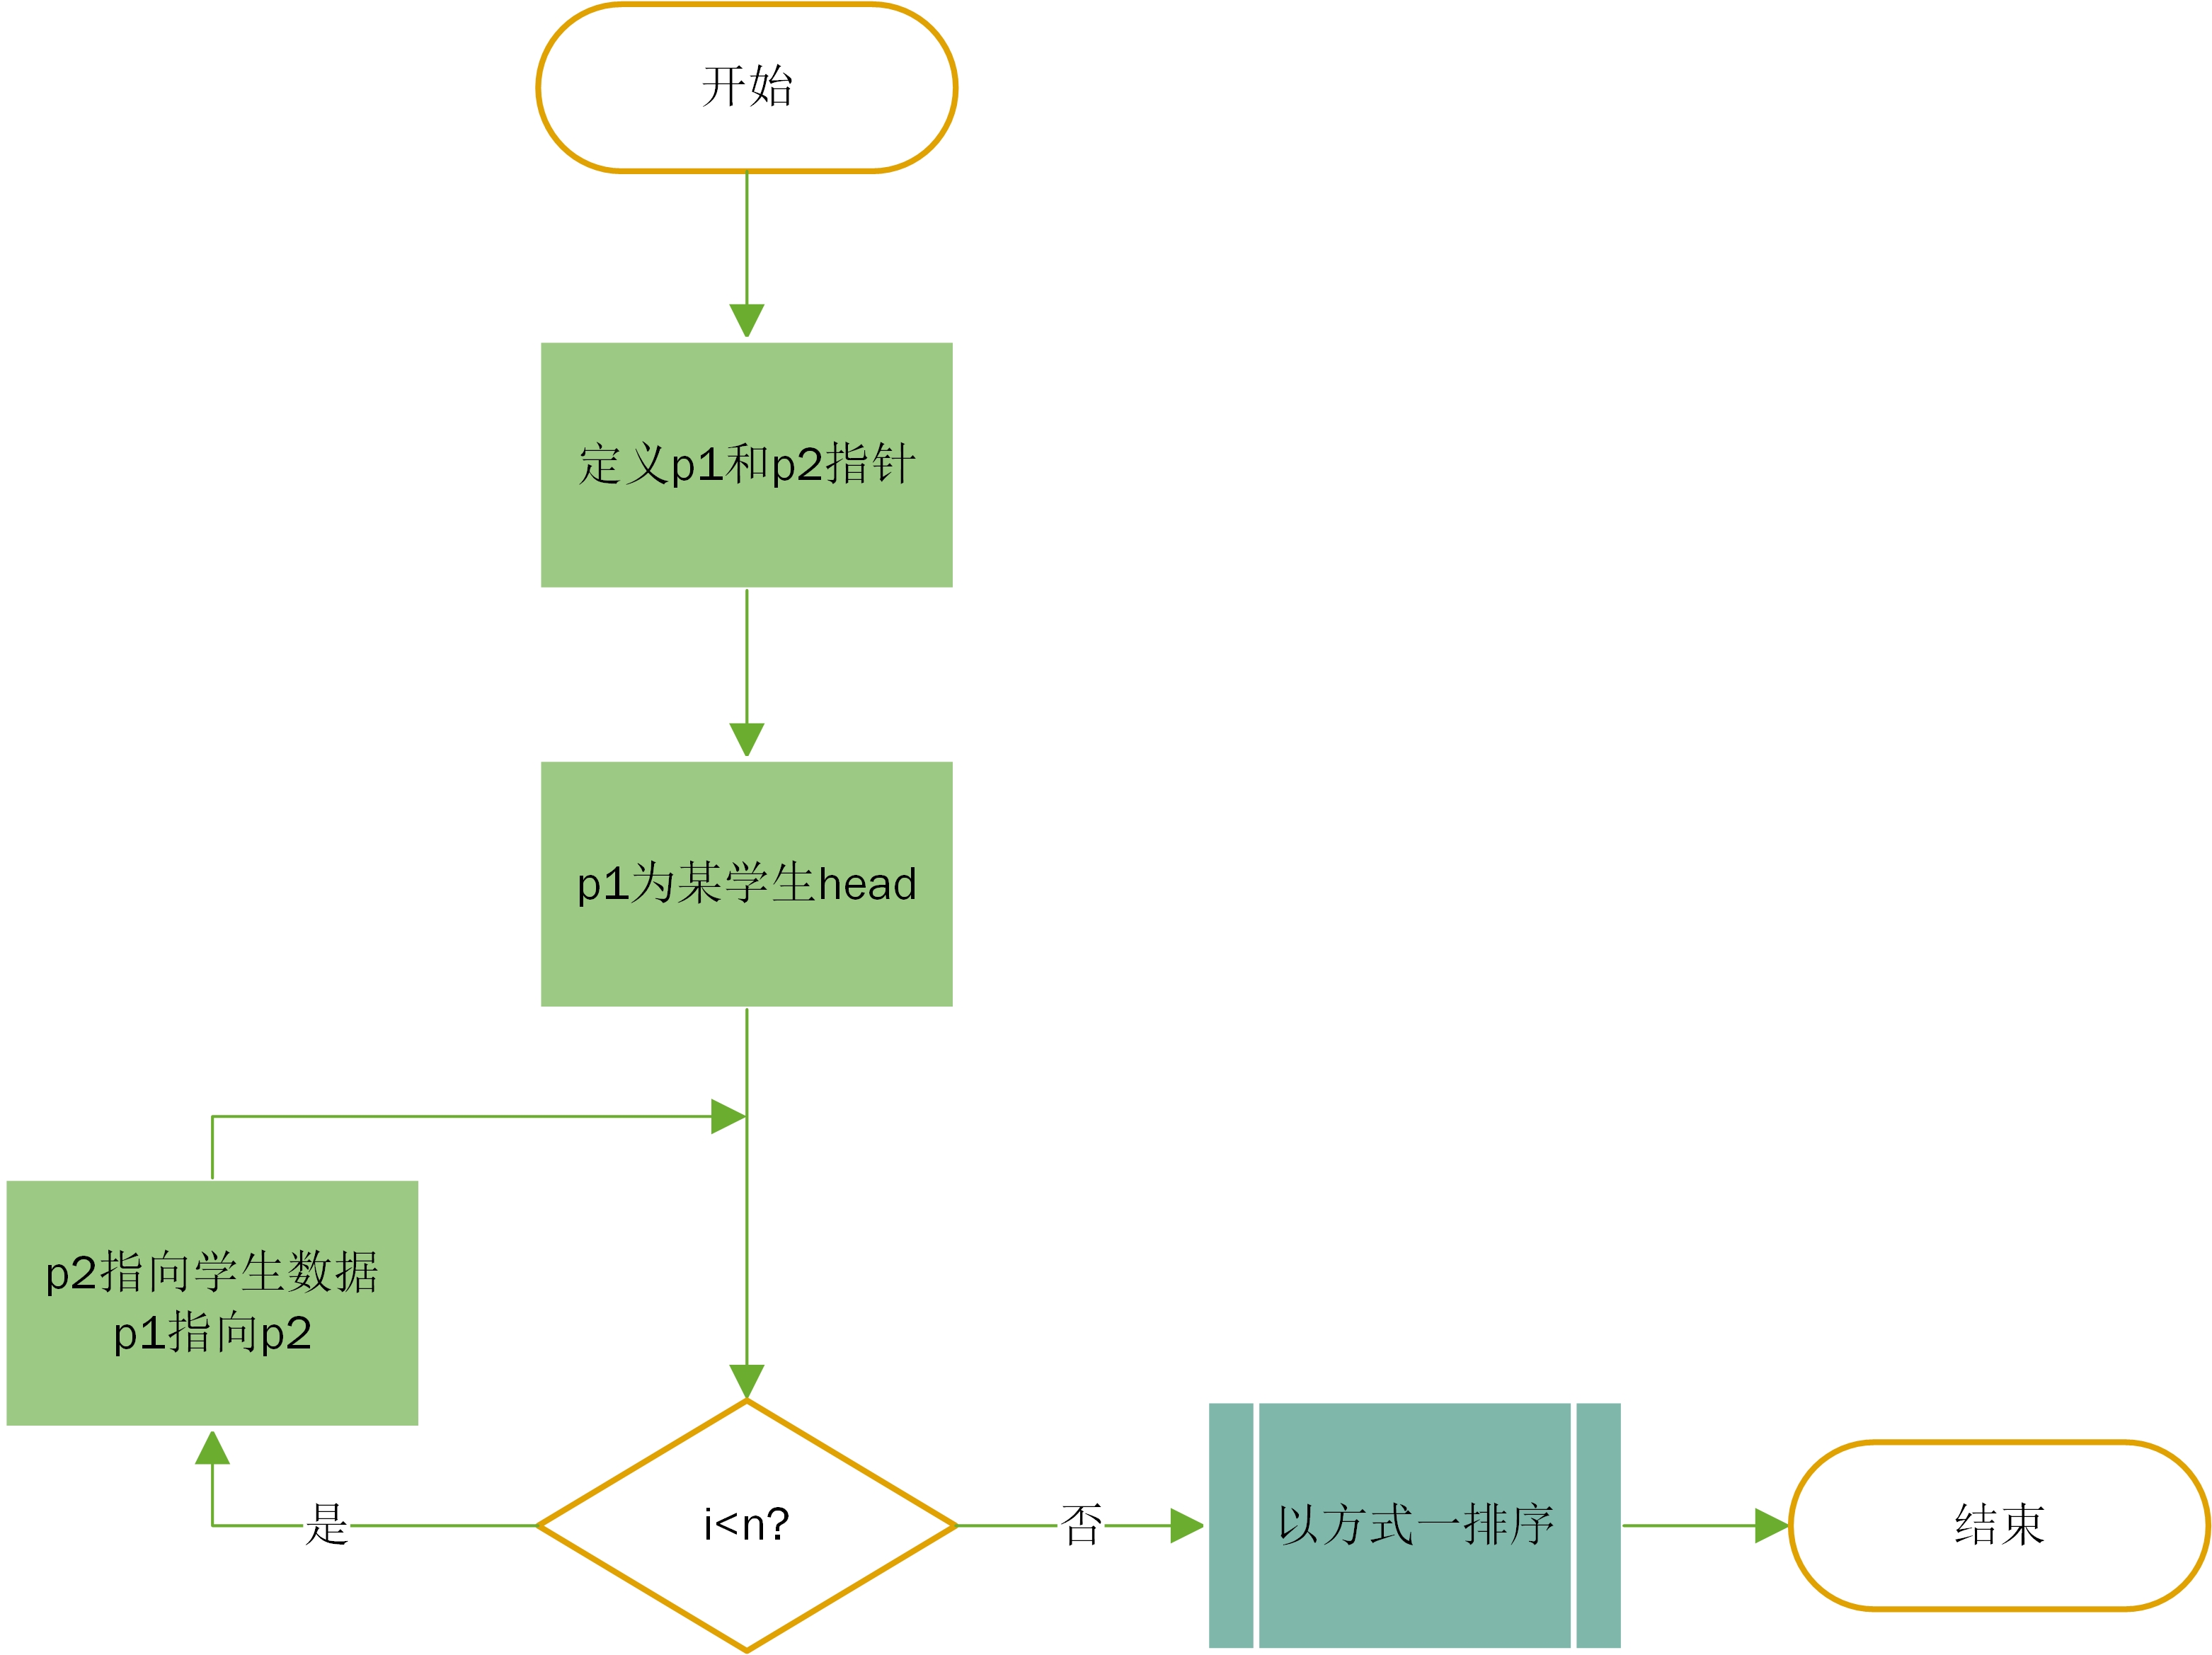 开始
定义p1和p2指针
p1为某学生head
p2指向学生数据
p1指向p2
是
i<n?
否
以方式一排序
结束